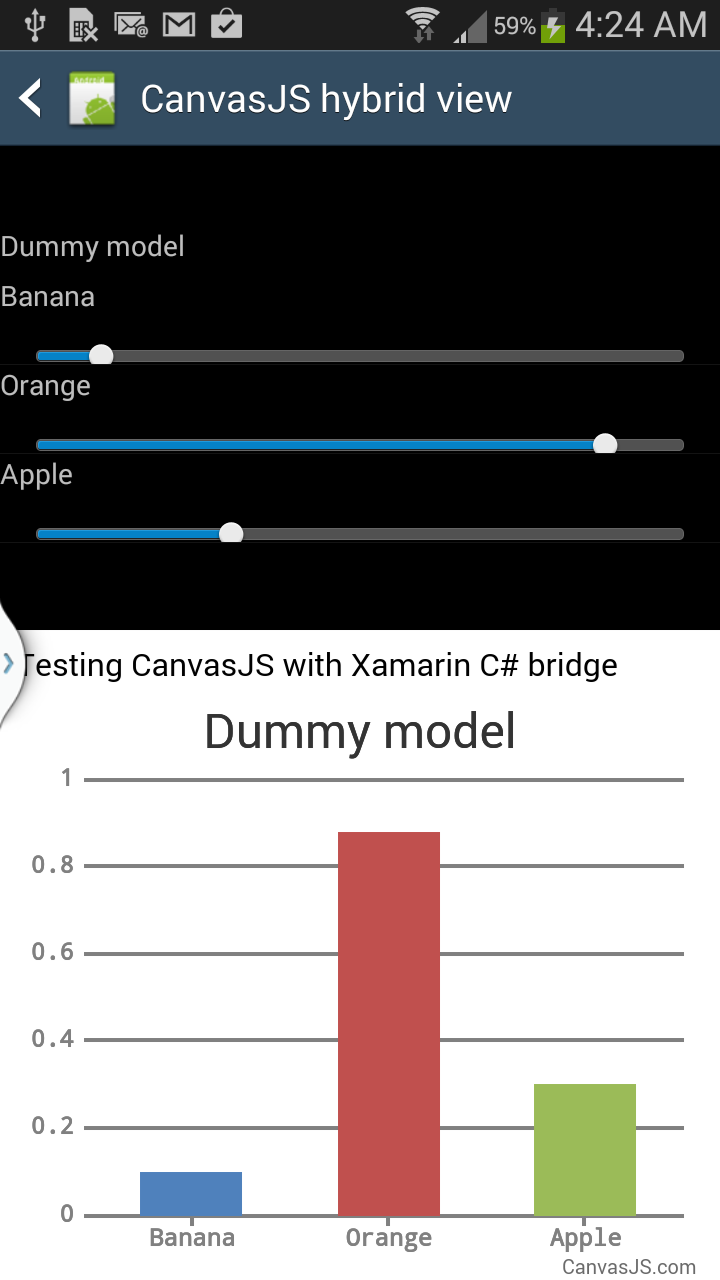 59% 4:24 AM
CanvasJS hybrid view
Dummy model
Banana
Orange
Apple
Testing CanvasJS with Xamarin C# bridge
Dummy model
1
0.8
0.6
0.4
0.2
0
Banana Orange Apple
CanvasJS.com